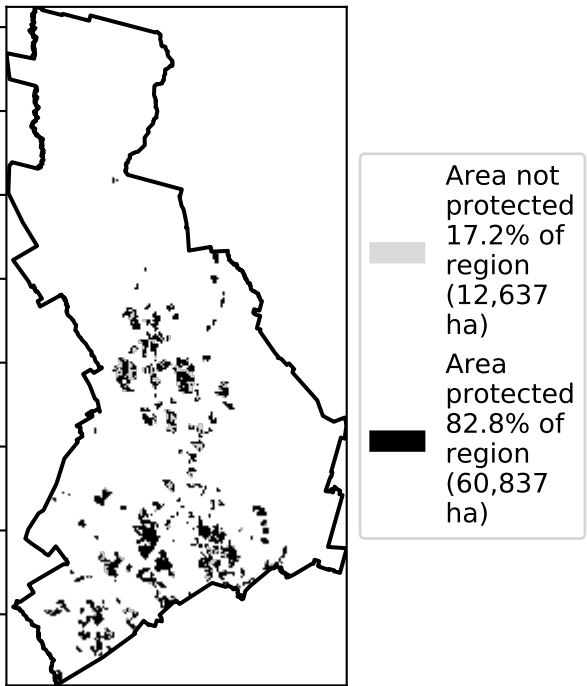 Area not
protected
17.2% of
region
(12,637
ha)
Area
protected
82.8% of
region
(60,837
ha)